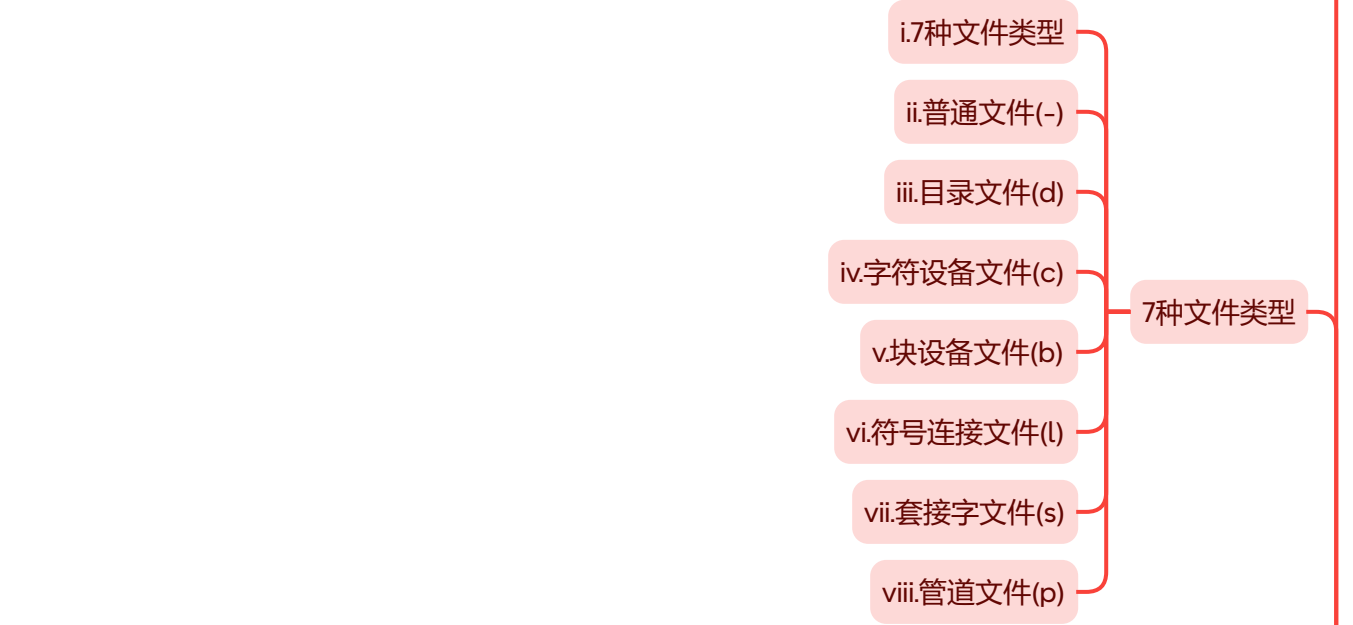 i.7种文件类型
ii.普通文件(-)
iii.目录文件(d)
iv.字符设备文件(c)
7种文件类型
v.块设备文件(b)
vi.符号连接文件(l)
vii.套接字文件(s)
viii.管道文件(p)